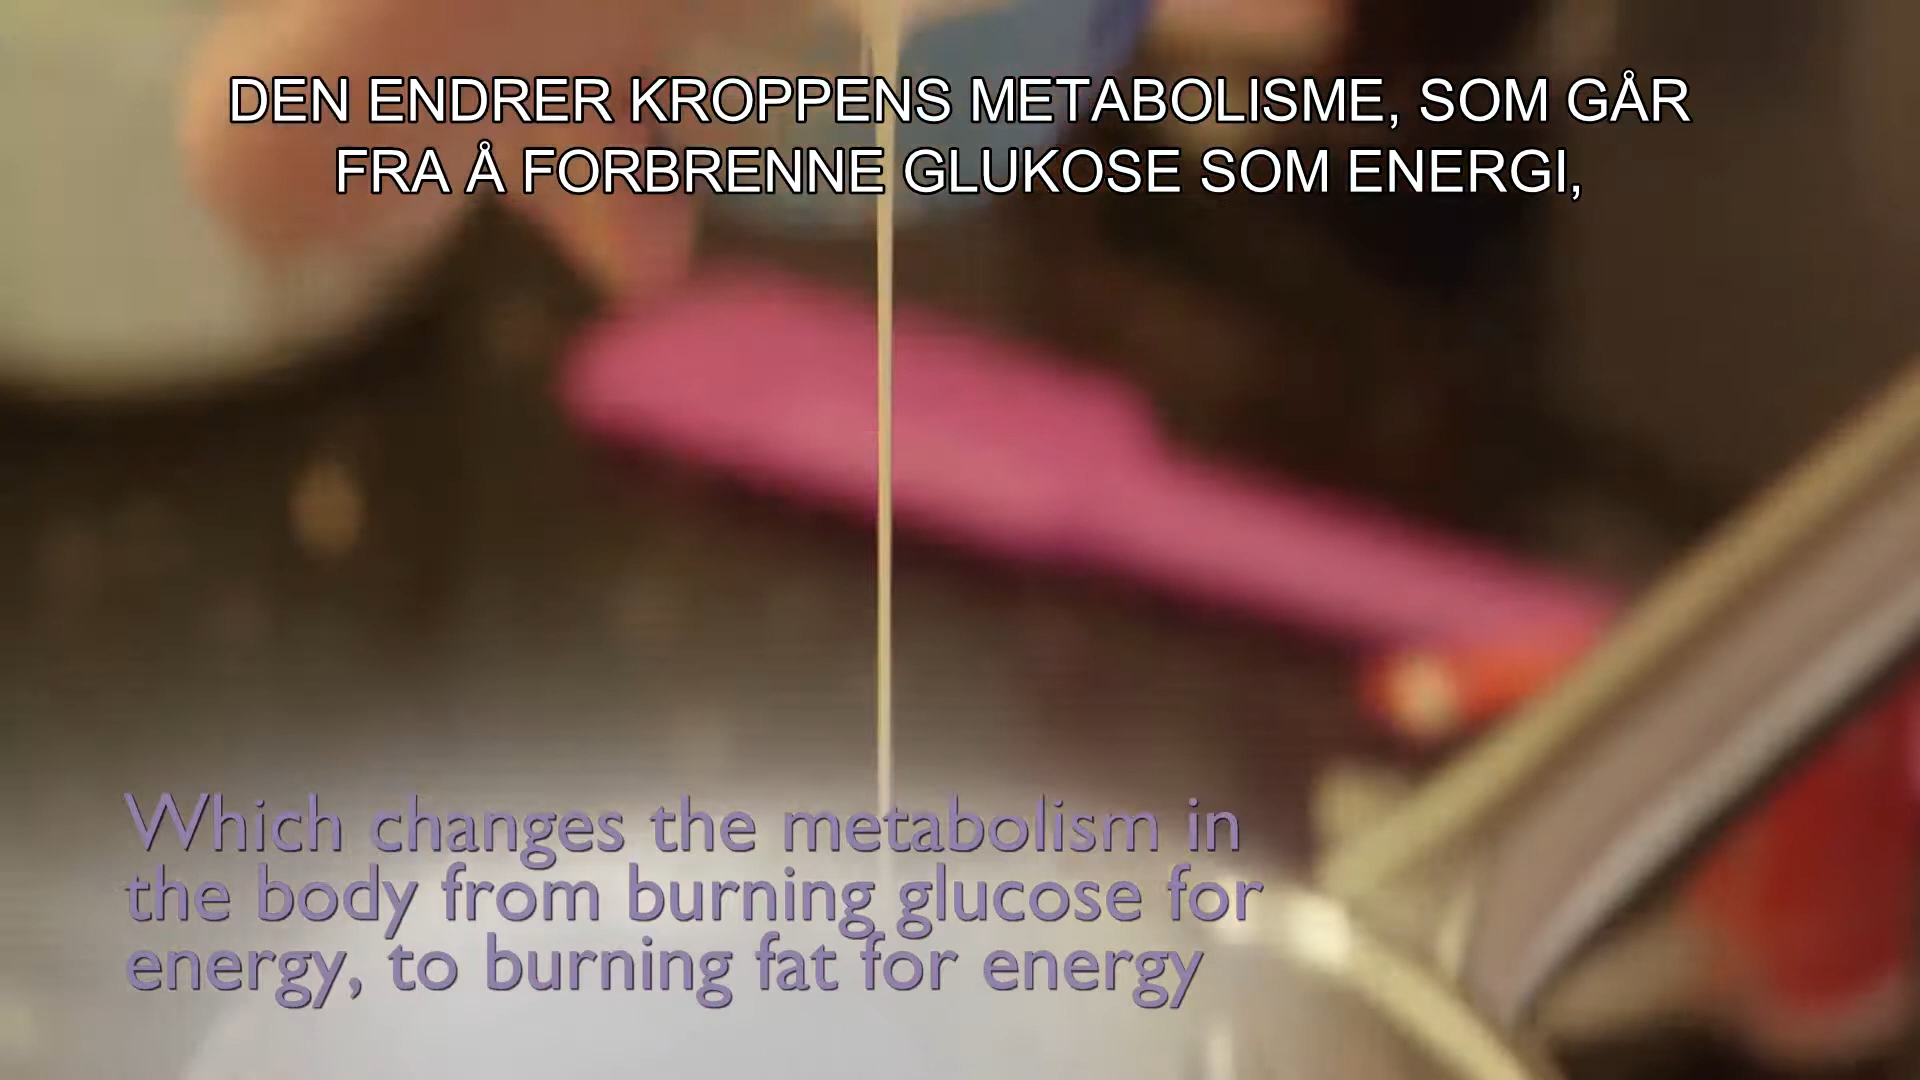 DEN ENDRER KROPPENS METABOLISME, SOM GÅR
FRA Å FORBRENNE GLUKOSE SOM ENERGI,
Which changes the metabolism in
the body from burning glucose for
energy, to burning fat for energy